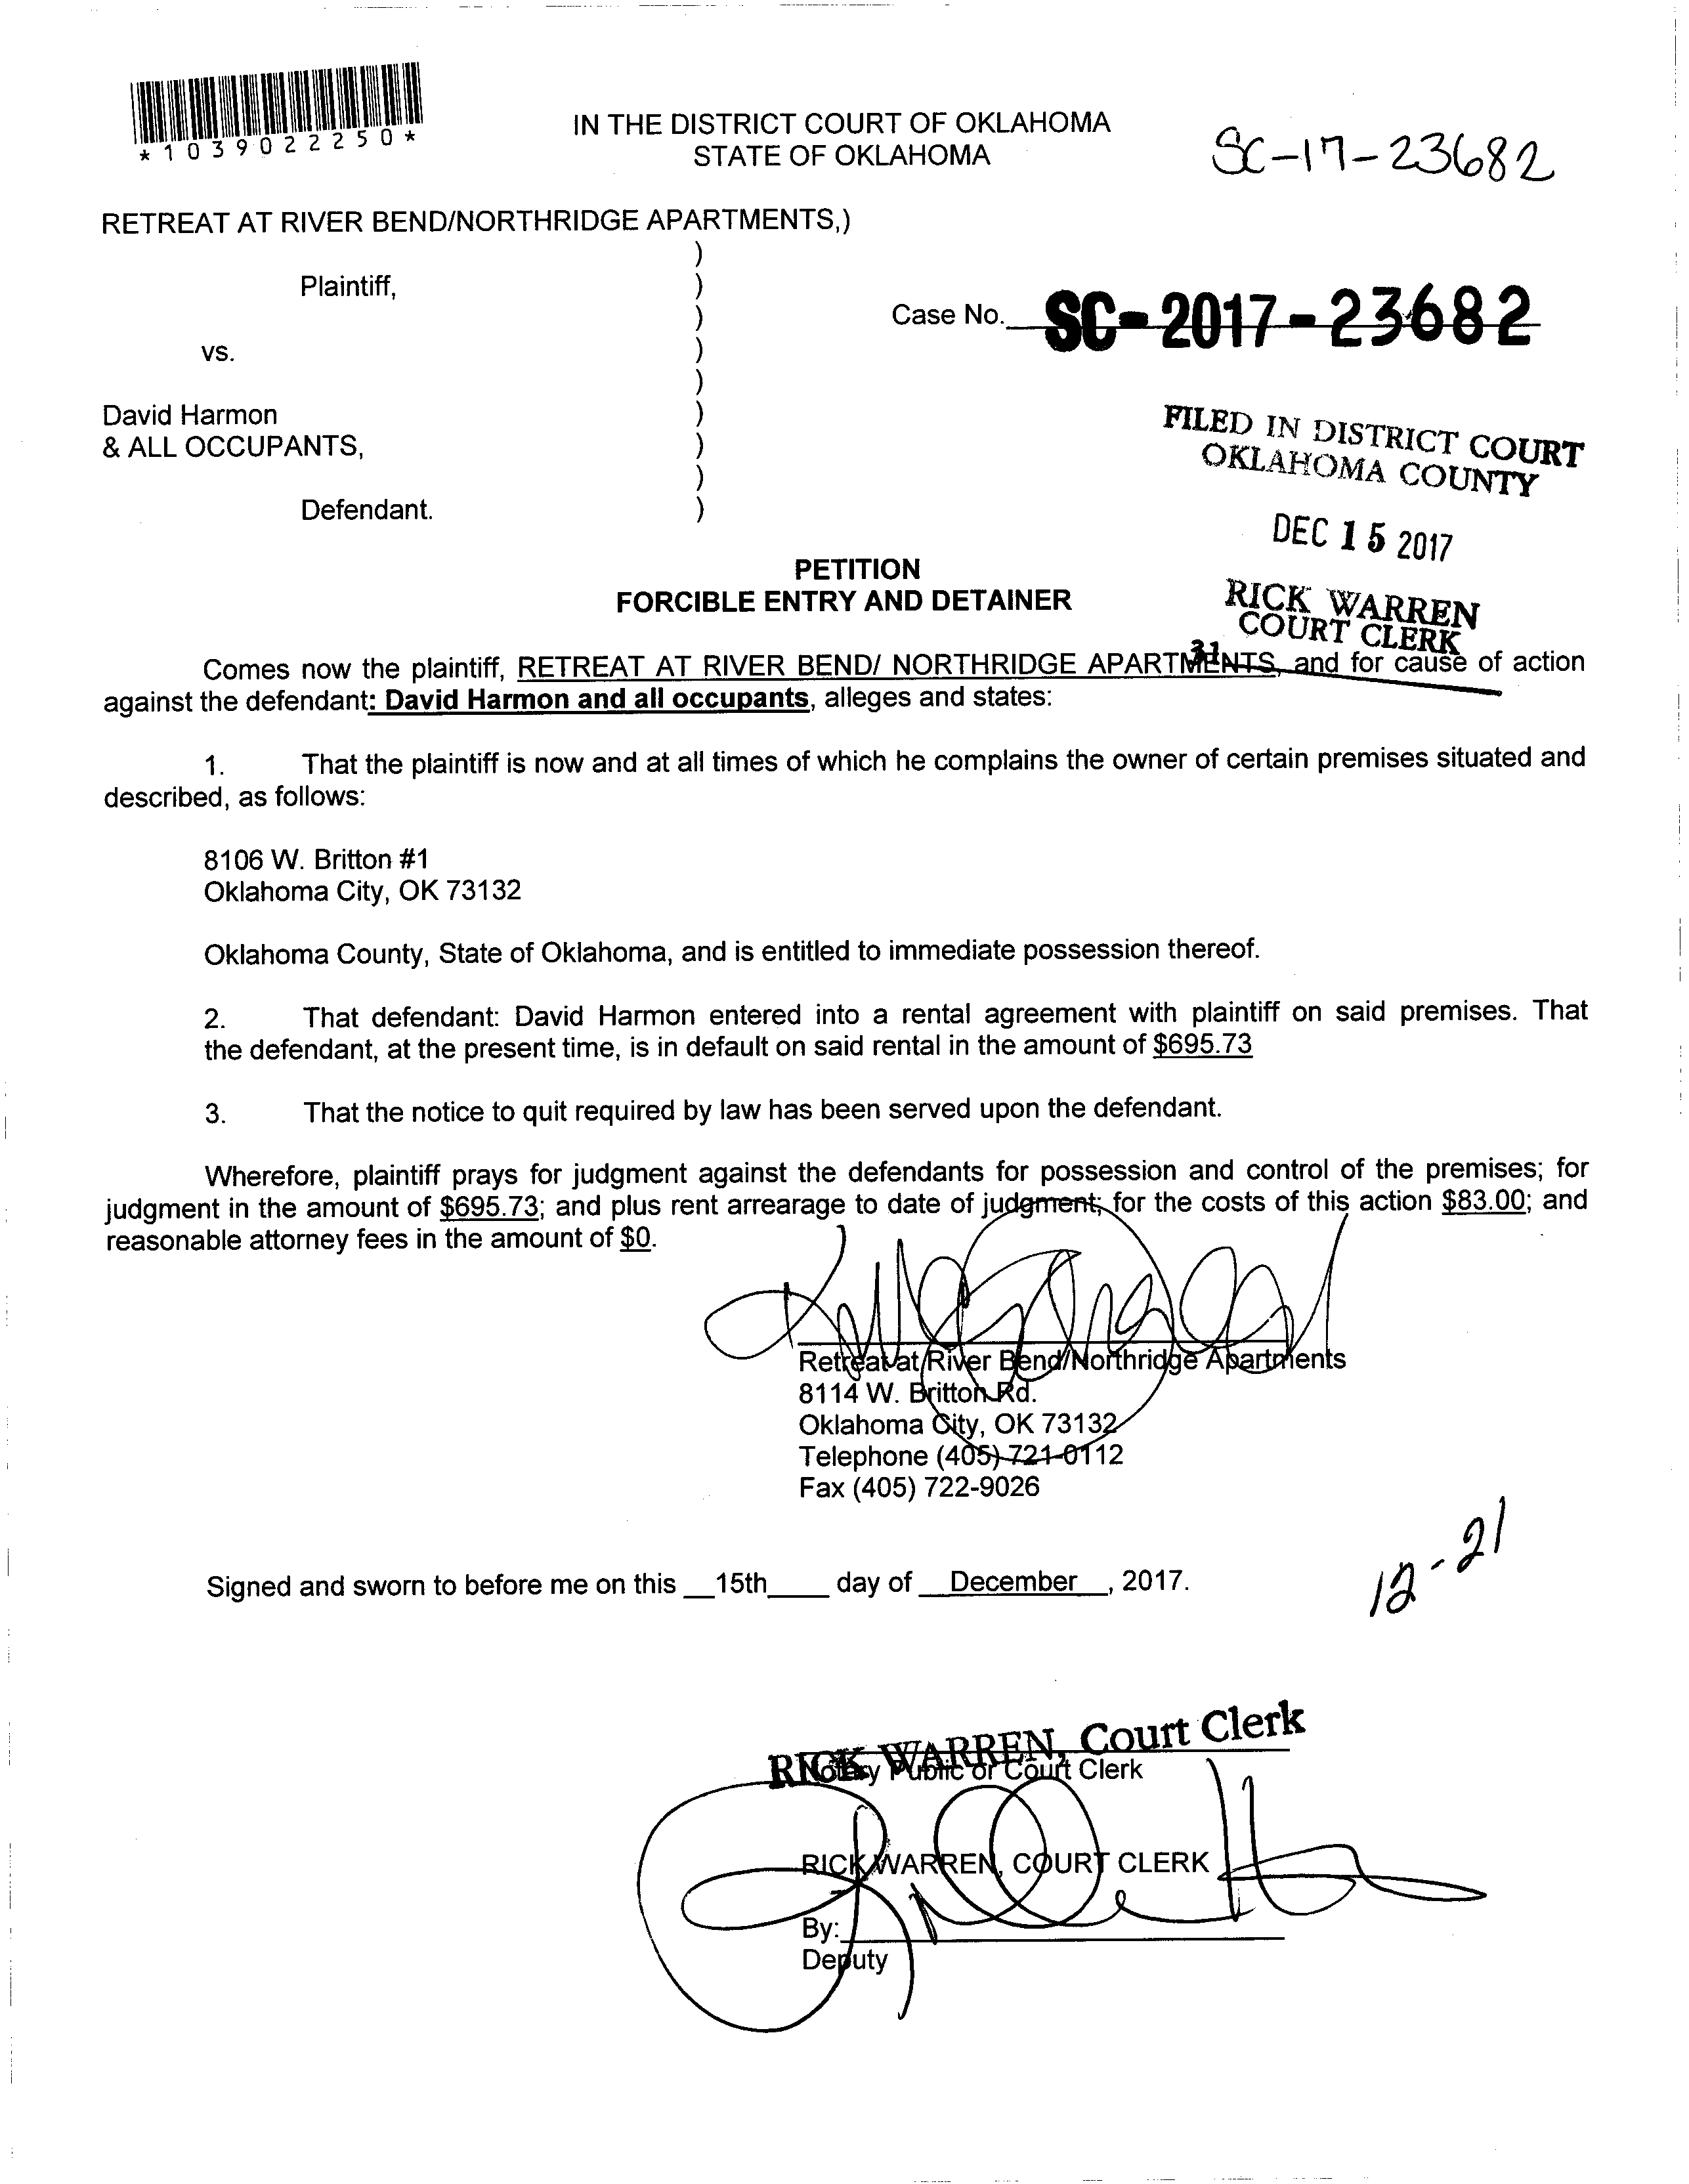 *1039022250*
IN THE DISTRICT COURT OF OKLAHOMA
STATE OF OKLAHOMA
SC-17-23682
RETREAT AT RIVER BEND/NORTHRIDGE APARTMENTS,)
)
Plaintiff, )
)
Case No. SC-2017-23682
vs. )
)
David Harmon )
& ALL OCCUPANTS, )
)
Defendant. )
FILED IN DISTRICT COURT
OKLAHOMA COUNTY
DEC 15 2017
RICK WARREN
COURT CLERK
31
PETITION
FORCIBLE ENTRY AND DETAINER
Comes now the plaintiff, RETREAT AT RIVER BEND/ NORTHRIDGE APARTMENTS, and for cause of action
against the defendant: David Harmon and all occupants, alleges and states:
1. That the plaintiff is now and at all times of which he complains the owner of certain premises situated and
described, as follows:
8106 W. Britton #1
Oklahoma City, OK 73132
Oklahoma County, State of Oklahoma, and is entitled to immediate possession thereof.
2. That defendant: David Harmon entered into a rental agreement with plaintiff on said premises. That
the defendant, at the present time, is in default on said rental in the amount of $695.73
3. That the notice to quit required by law has been served upon the defendant.
Wherefore, plaintiff prays for judgment against the defendants for possession and control of the premises; for
judgment in the amount of $695.73; and plus rent arrearage to date of judgment; for the costs of this action $83.00; and
reasonable attorney fees in the amount of $0.
Retreat at River Bend/Northridge Apartments
8114 W. Britton Rd.
Oklahoma City, OK 73132
Telephone (405) 721-0112
Fax (405) 722-9026
12-21
Signed and sworn to before me on this __15th____ day of __December__, 2017.
RICK WARREN, Court Clerk
Notary Public or Court Clerk
RICK WARREN, COURT CLERK
By:
Deputy